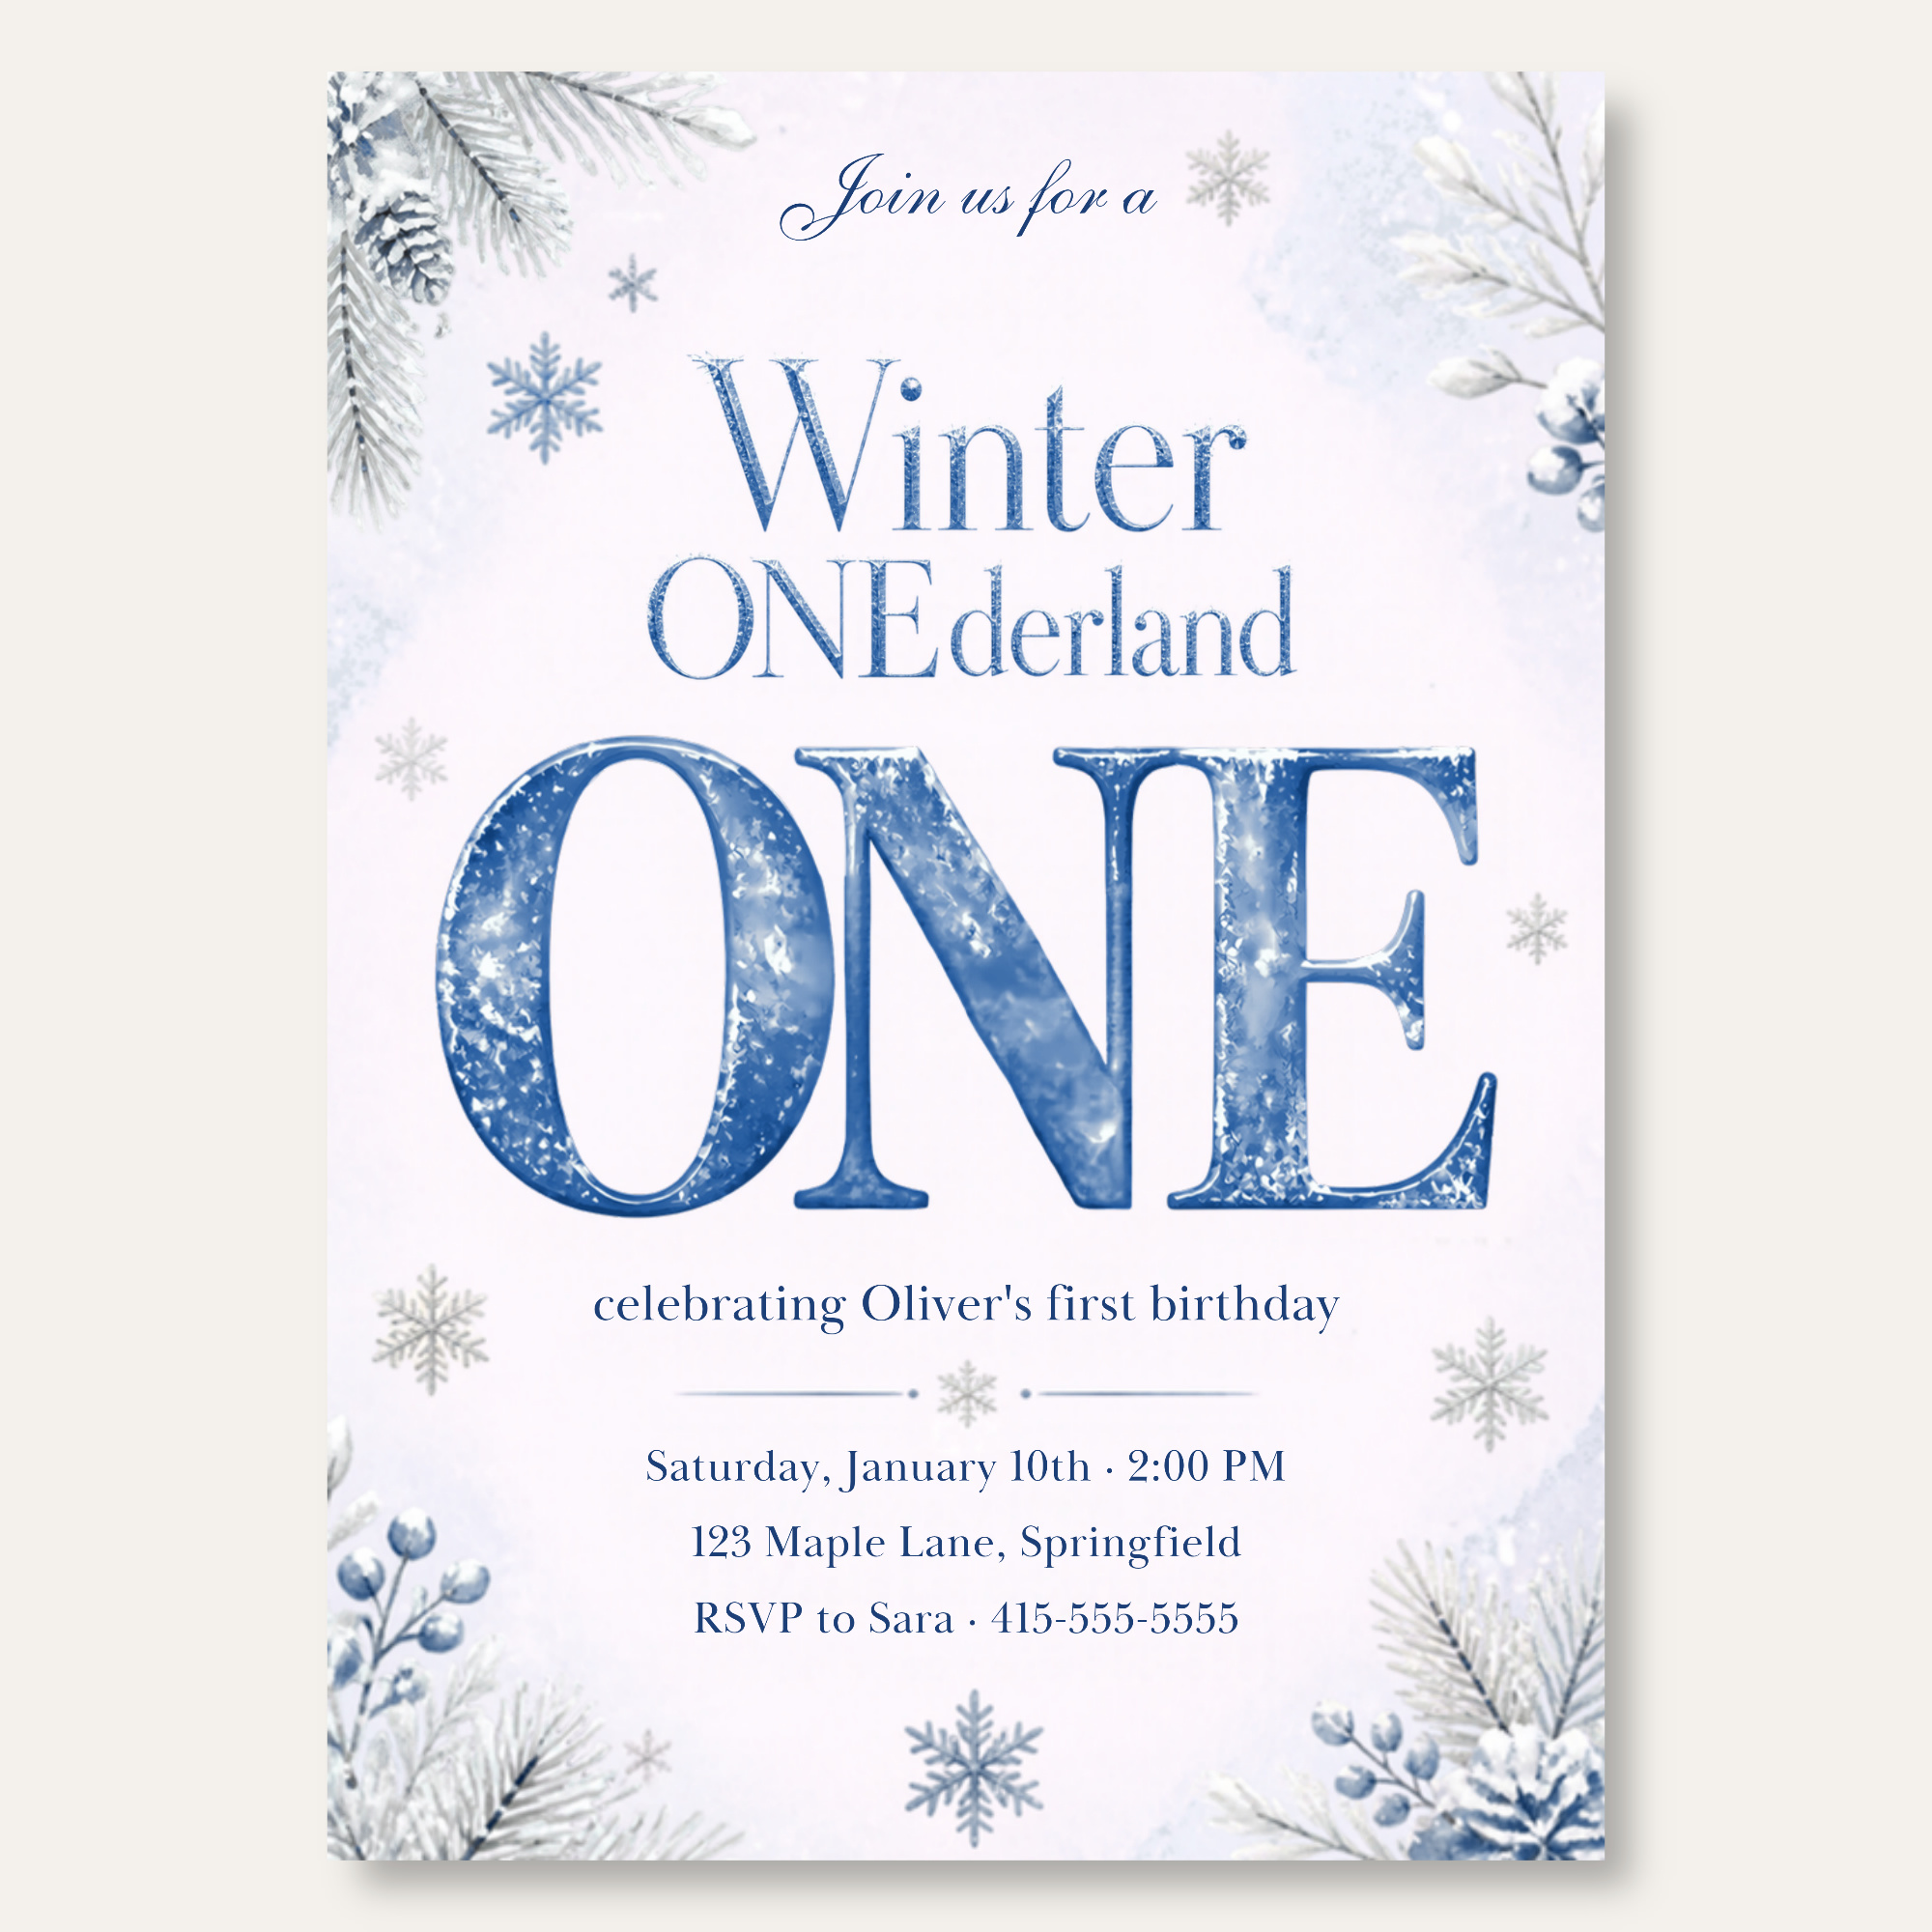 Join us for a
Winter
ONEderland
ONE
celebrating Oliver's first birthday
Saturday, January 10th · 2:00 PM
123 Maple Lane, Springfield
RSVP to Sara · 415-555-5555